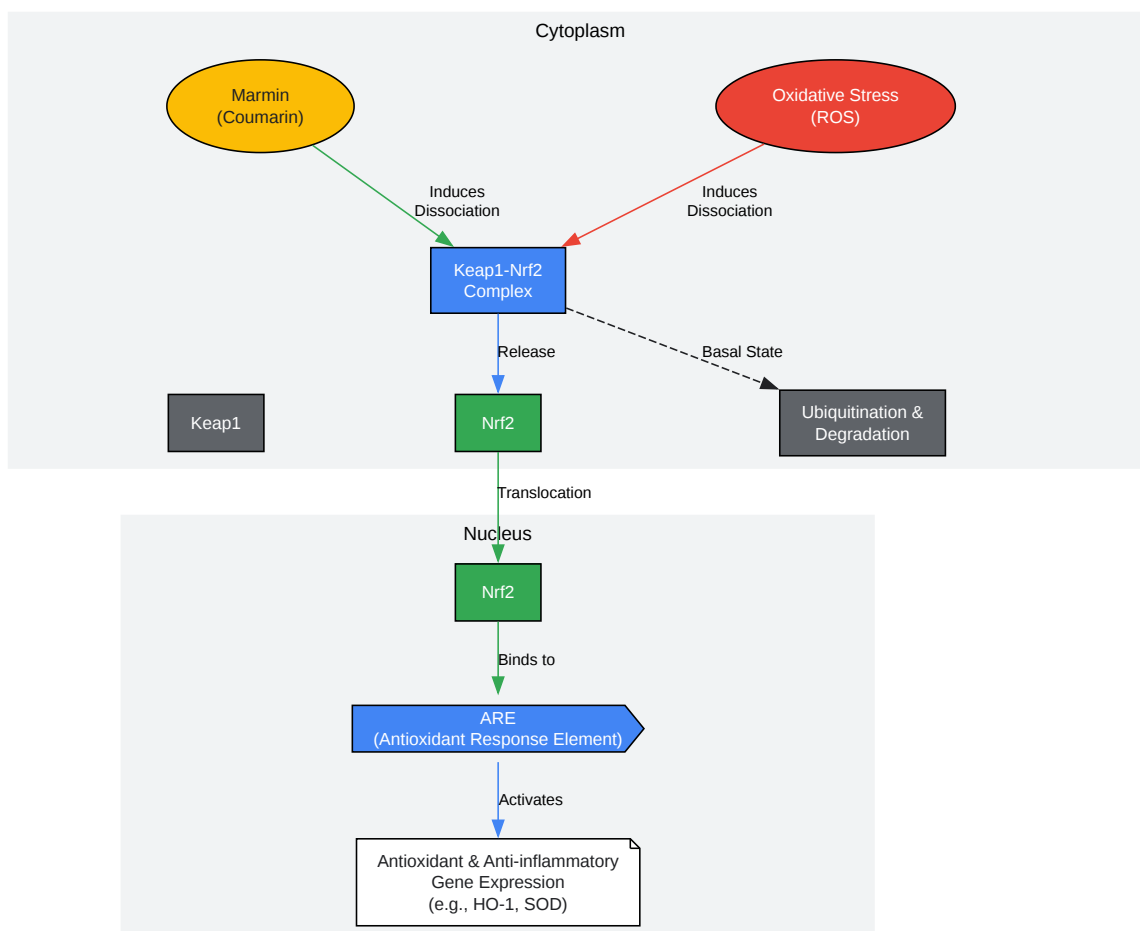 Cytoplasm
Marmin
(Coumarin)
Oxidative Stress
(ROS)
Induces
Dissociation
Induces
Dissociation
Keap1-Nrf2
Complex
Release
Basal State
Keap1
Nrf2
Ubiquitination &
Degradation
Translocation
Nucleus
Nrf2
Binds to
ARE
(Antioxidant Response Element)
Activates
Antioxidant & Anti-inflammatory
Gene Expression
(e.g., HO-1, SOD)